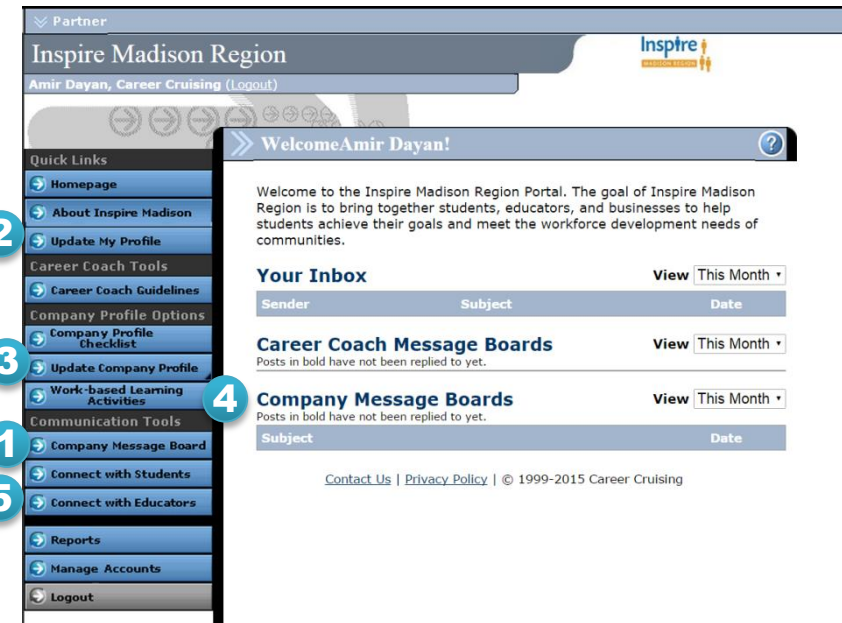 Partner
Inspire Madison Region
Inspire
MADISON REGION
Amir Dayan, Career Cruising (Logout)
WelcomeAmir Dayan!
?
Quick Links
Homepage
About Inspire Madison
2
Update My Profile
Career Coach Tools
Career Coach Guidelines
Company Profile Options
Company Profile
Checklist
3
Update Company Profile
Work-based Learning
Activities
Communication Tools
1
Company Message Board
Connect with Students
5
Connect with Educators
Reports
Manage Accounts
Logout
Welcome to the Inspire Madison Region Portal. The goal of Inspire Madison
Region is to bring together students, educators, and businesses to help
students achieve their goals and meet the workforce development needs of
communities.
Your Inbox View This Month
Sender Subject Date
Career Coach Message Boards View This Month
Posts in bold have not been replied to yet.
4
Company Message Boards View This Month
Posts in bold have not been replied to yet.
Subject Date
Contact Us | Privacy Policy | © 1999-2015 Career Cruising